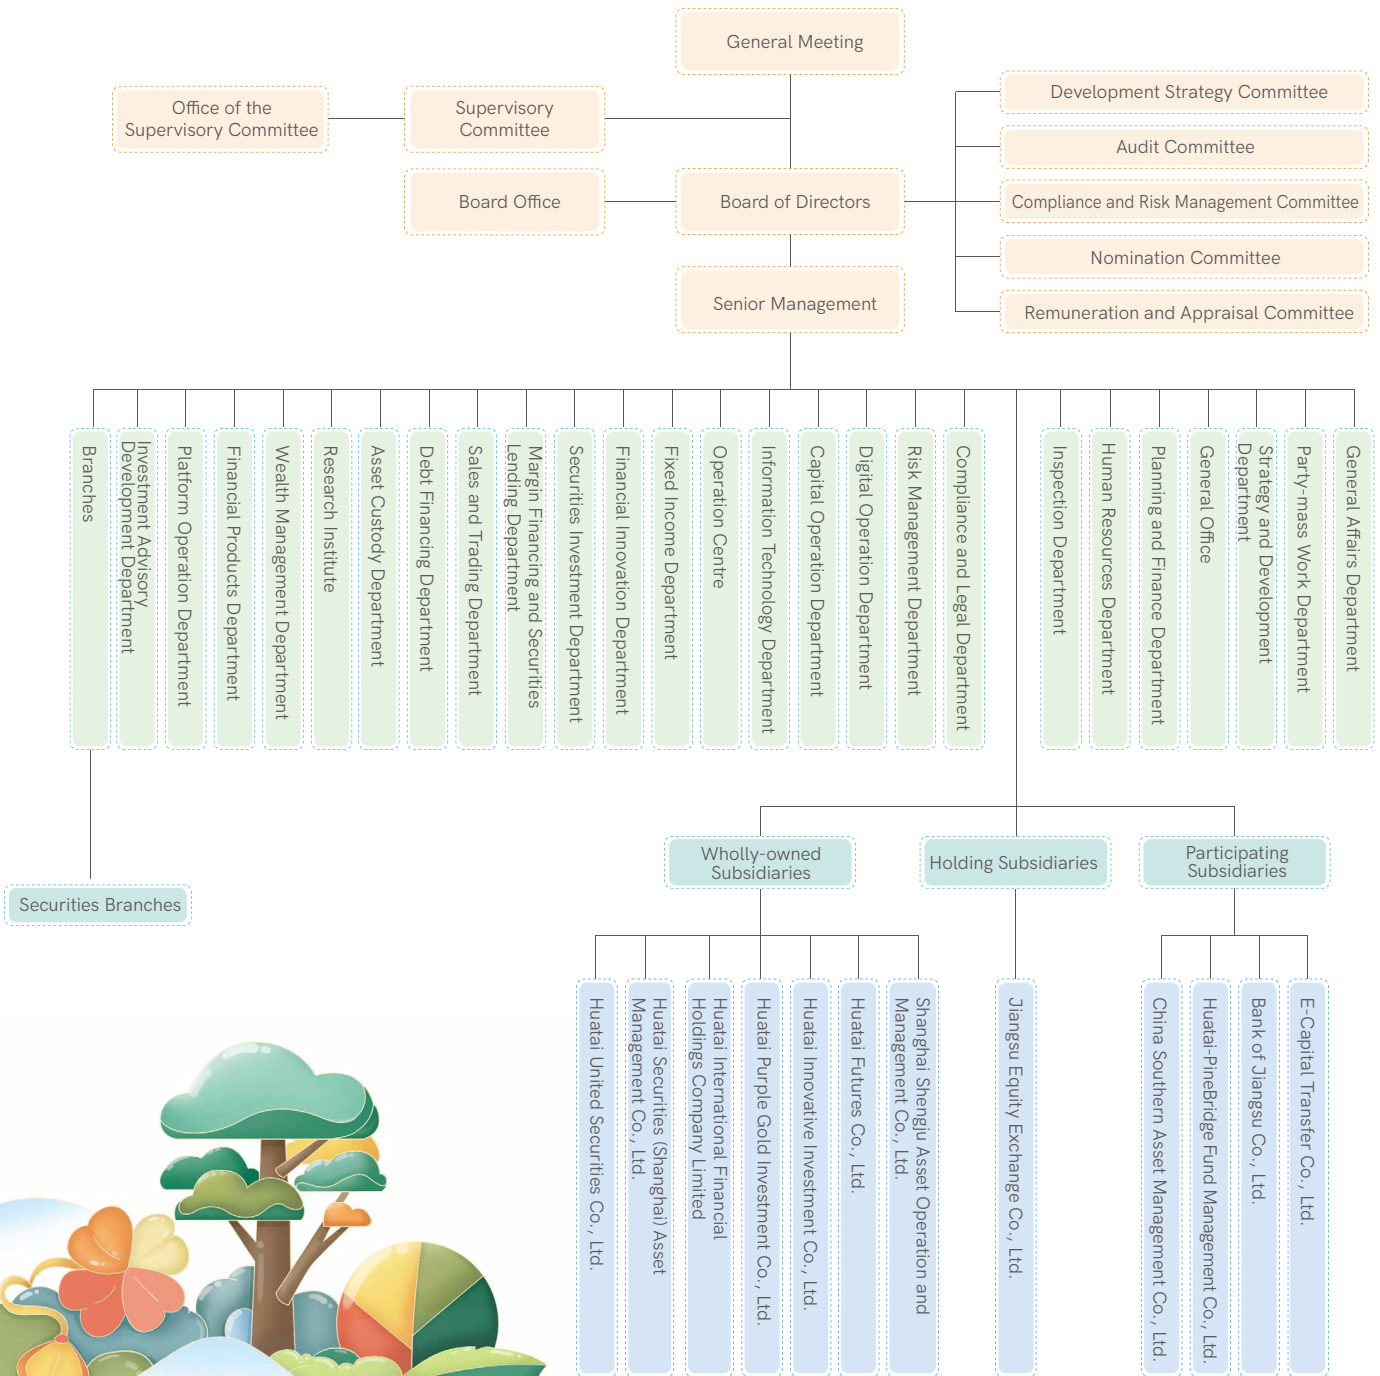 General Meeting
Office of the
Supervisory Committee
Supervisory
Committee
Development Strategy Committee
Audit Committee
Board Office
Board of Directors
Compliance and Risk Management Committee
Nomination Committee
Senior Management
Remuneration and Appraisal Committee
Branches
Investment Advisory
Development Department
Platform Operation Department
Financial Products Department
Wealth Management Department
Research Institute
Asset Custody Department
Debt Financing Department
Sales and Trading Department
Margin Financing and Securities
Lending Department
Securities Investment Department
Financial Innovation Department
Fixed Income Department
Operation Centre
Information Technology Department
Capital Operation Department
Digital Operation Department
Risk Management Department
Compliance and Legal Department
Inspection Department
Human Resources Department
Planning and Finance Department
General Office
Strategy and Development
Department
Party-mass Work Department
General Affairs Department
Wholly-owned
Subsidiaries
Holding Subsidiaries
Participating
Subsidiaries
Securities Branches
Huatai United Securities Co., Ltd.
Huatai Securities (Shanghai) Asset
Management Co., Ltd.
Huatai International Financial
Holdings Company Limited
Huatai Purple Gold Investment Co., Ltd.
Huatai Innovative Investment Co., Ltd.
Huatai Futures Co., Ltd.
Shanghai Shengju Asset Operation and
Management Co., Ltd.
Jiangsu Equity Exchange Co., Ltd.
China Southern Asset Management Co., Ltd.
Huatai-PineBridge Fund Management Co., Ltd.
Bank of Jiangsu Co., Ltd.
E-Capital Transfer Co., Ltd.